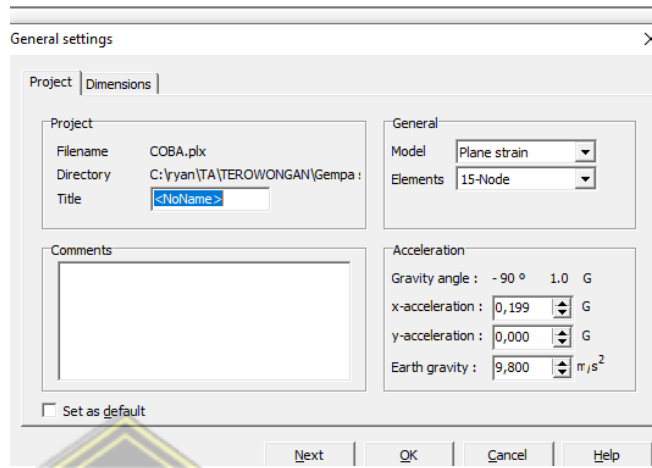 General settings
Project
Dimensions
Project
Filename COBA.plx
Directory C:\ryan\TA\TEROWONGAN\Gempa s
Title <NoName>
General
Model Plane strain
Elements 15-Node
Comments
Acceleration
Gravity angle : - 90 º 1.0 G
x-acceleration : 0,199 G
y-acceleration : 0,000 G
Earth gravity : 9,800 m/s²
Set as default
Next OK Cancel Help